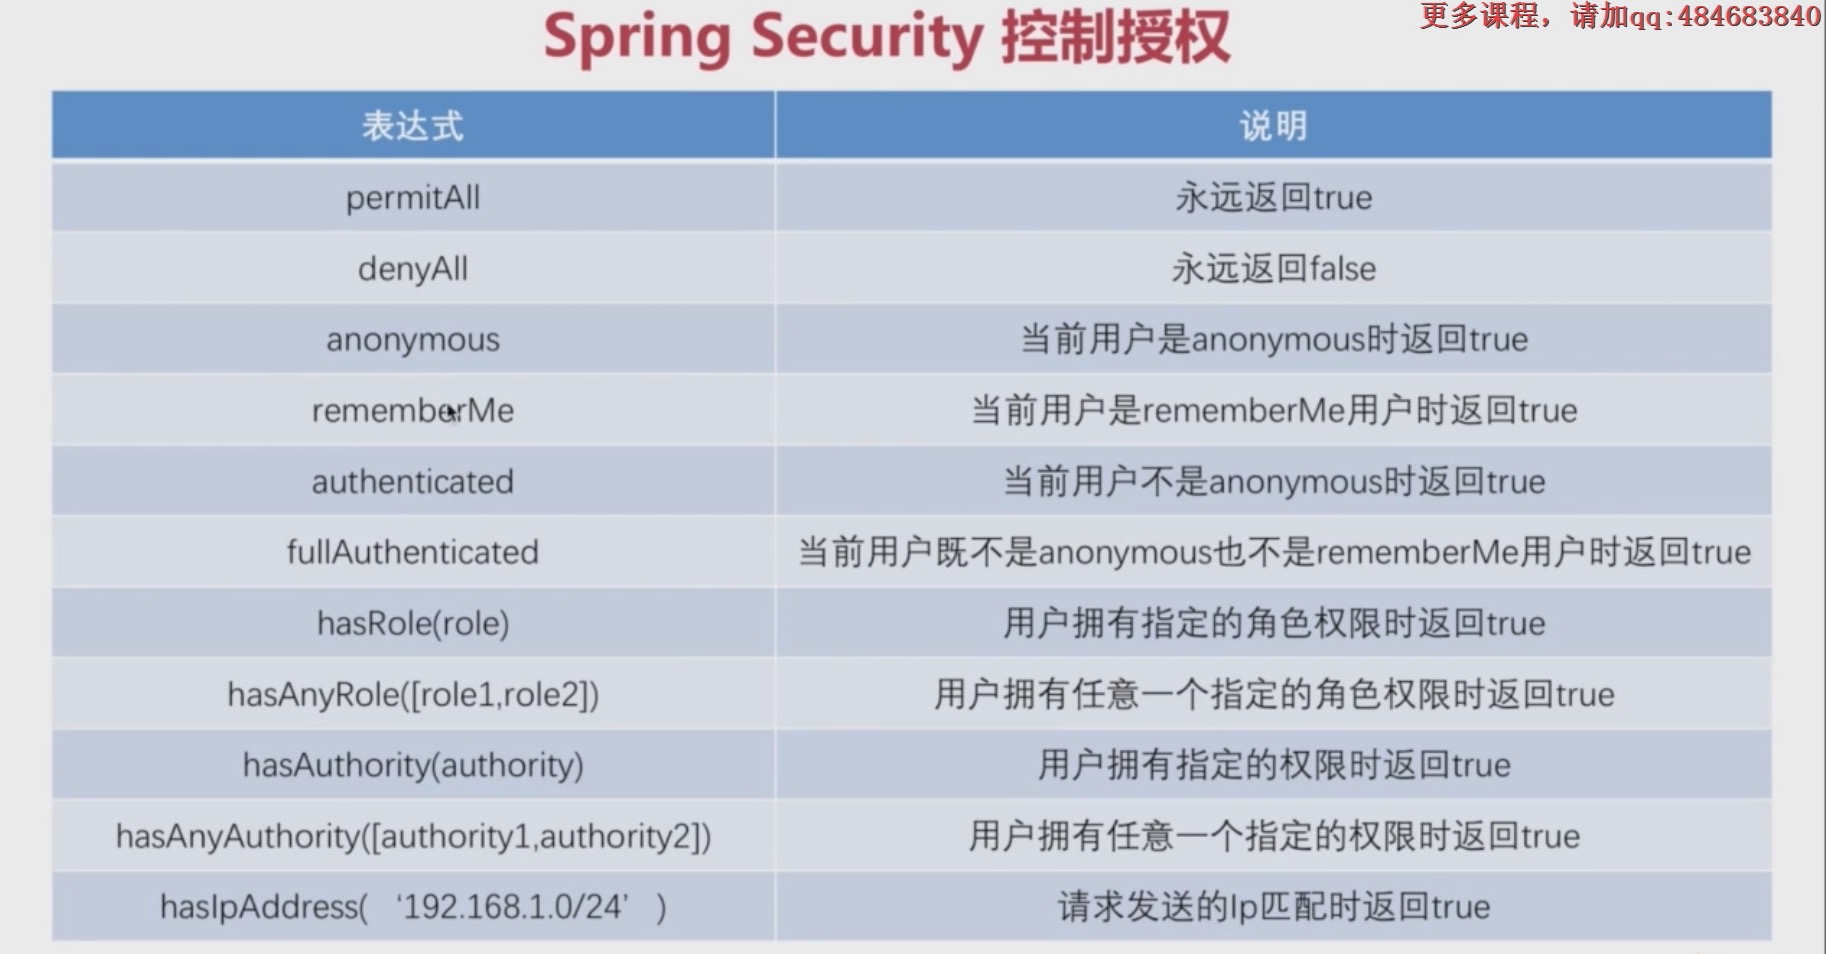 更多课程，请加qq:484683840
Spring Security 控制授权
表达式 说明
permitAll 永远返回true
denyAll 永远返回false
anonymous 当前用户是anonymous时返回true
rememberMe 当前用户是rememberMe用户时返回true
authenticated 当前用户不是anonymous时返回true
fullAuthenticated 当前用户既不是anonymous也不是rememberMe用户时返回true
hasRole(role) 用户拥有指定的角色权限时返回true
hasAnyRole([role1,role2]) 用户拥有任意一个指定的角色权限时返回true
hasAuthority(authority) 用户拥有指定的权限时返回true
hasAnyAuthority([authority1,authority2]) 用户拥有任意一个指定的权限时返回true
hasIpAddress( ‘192.168.1.0/24’ ) 请求发送的Ip匹配时返回true